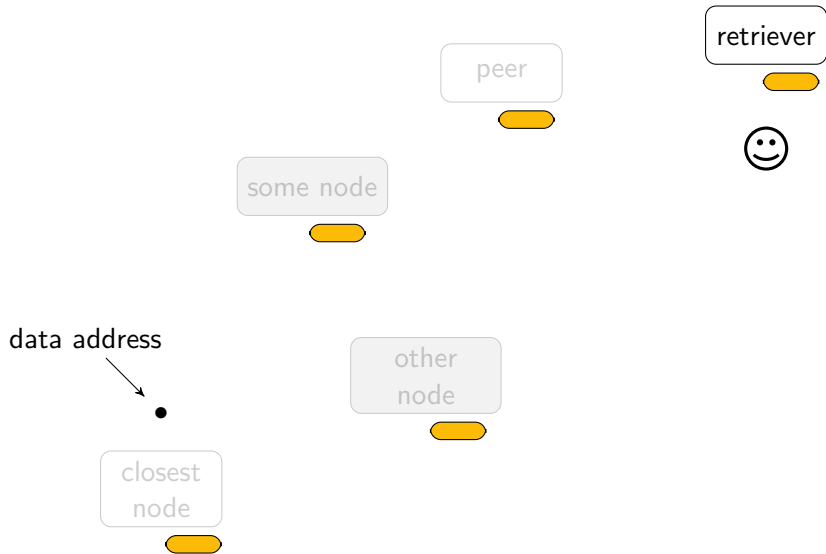 retriever
peer
some node
data address
other
node
closest
node